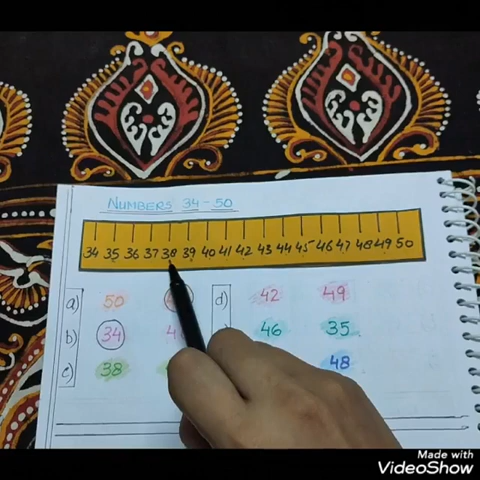 NUMBERS 34-50
34 35 36 37 38 39 40 41 42 43 44 45 46 47 48 49 50
a) 50 d) 42 49
b) 34 46 35
c) 38 48
Made with
VideoShow